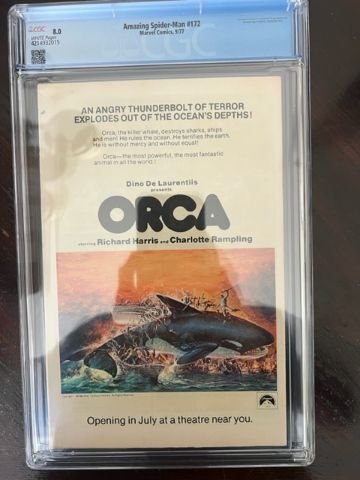 CGC
8.0
WHITE Pages
4214932015
Amazing Spider-Man #172
Marvel Comics, 9/77
AN ANGRY THUNDERBOLT OF TERROR
EXPLODES OUT OF THE OCEAN'S DEPTHS!
Orca, the killer whale, destroys sharks, ships
and men! He rules the ocean. He terrifies the earth.
He is without mercy and without equal!
Orca—the most powerful, the most fantastic
animal in all the world!
Dino De Laurentiis
presents
ORCA
starring Richard Harris and Charlotte Rampling
Opening in July at a theatre near you.